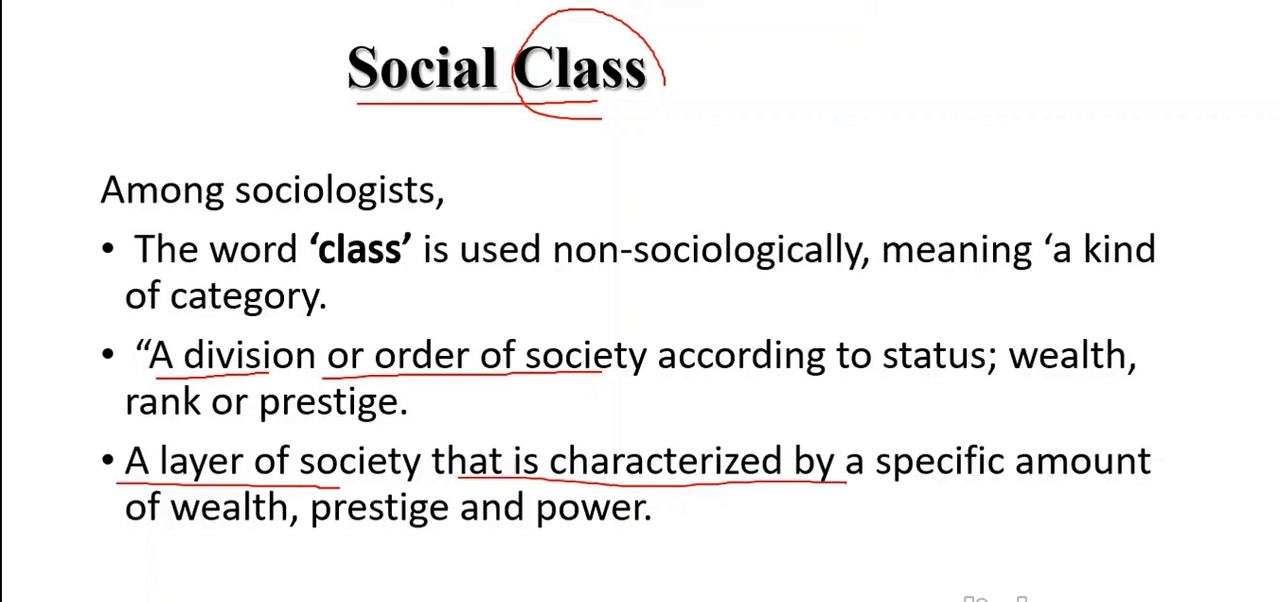 Social Class
Among sociologists,
• The word ‘class’ is used non-sociologically, meaning ‘a kind
of category.
• “A division or order of society according to status; wealth,
rank or prestige.
• A layer of society that is characterized by a specific amount
of wealth, prestige and power.